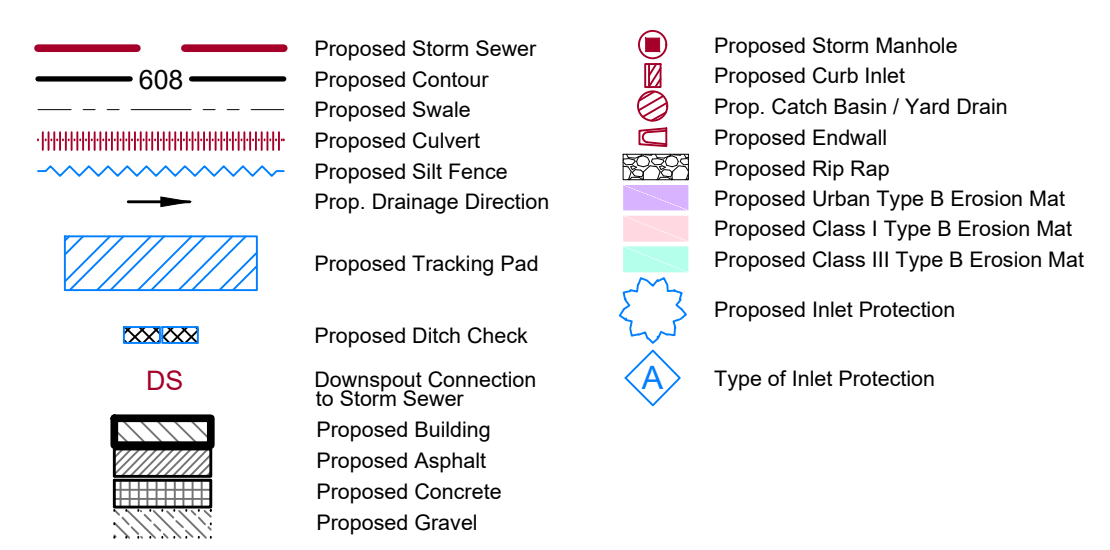 Proposed Storm Sewer
608
Proposed Contour
Proposed Swale
Proposed Culvert
Proposed Silt Fence
Prop. Drainage Direction
Proposed Tracking Pad
Proposed Ditch Check
DS
Downspout Connection
to Storm Sewer
Proposed Building
Proposed Asphalt
Proposed Concrete
Proposed Gravel
Proposed Storm Manhole
Proposed Curb Inlet
Prop. Catch Basin / Yard Drain
Proposed Endwall
Proposed Rip Rap
Proposed Urban Type B Erosion Mat
Proposed Class I Type B Erosion Mat
Proposed Class III Type B Erosion Mat
Proposed Inlet Protection
A
Type of Inlet Protection